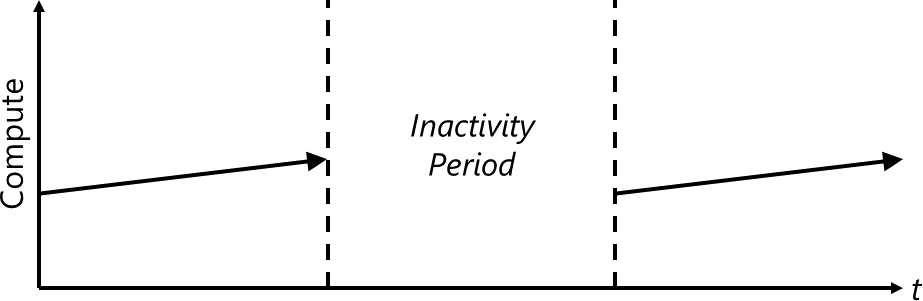 Compute
Inactivity
Period
t